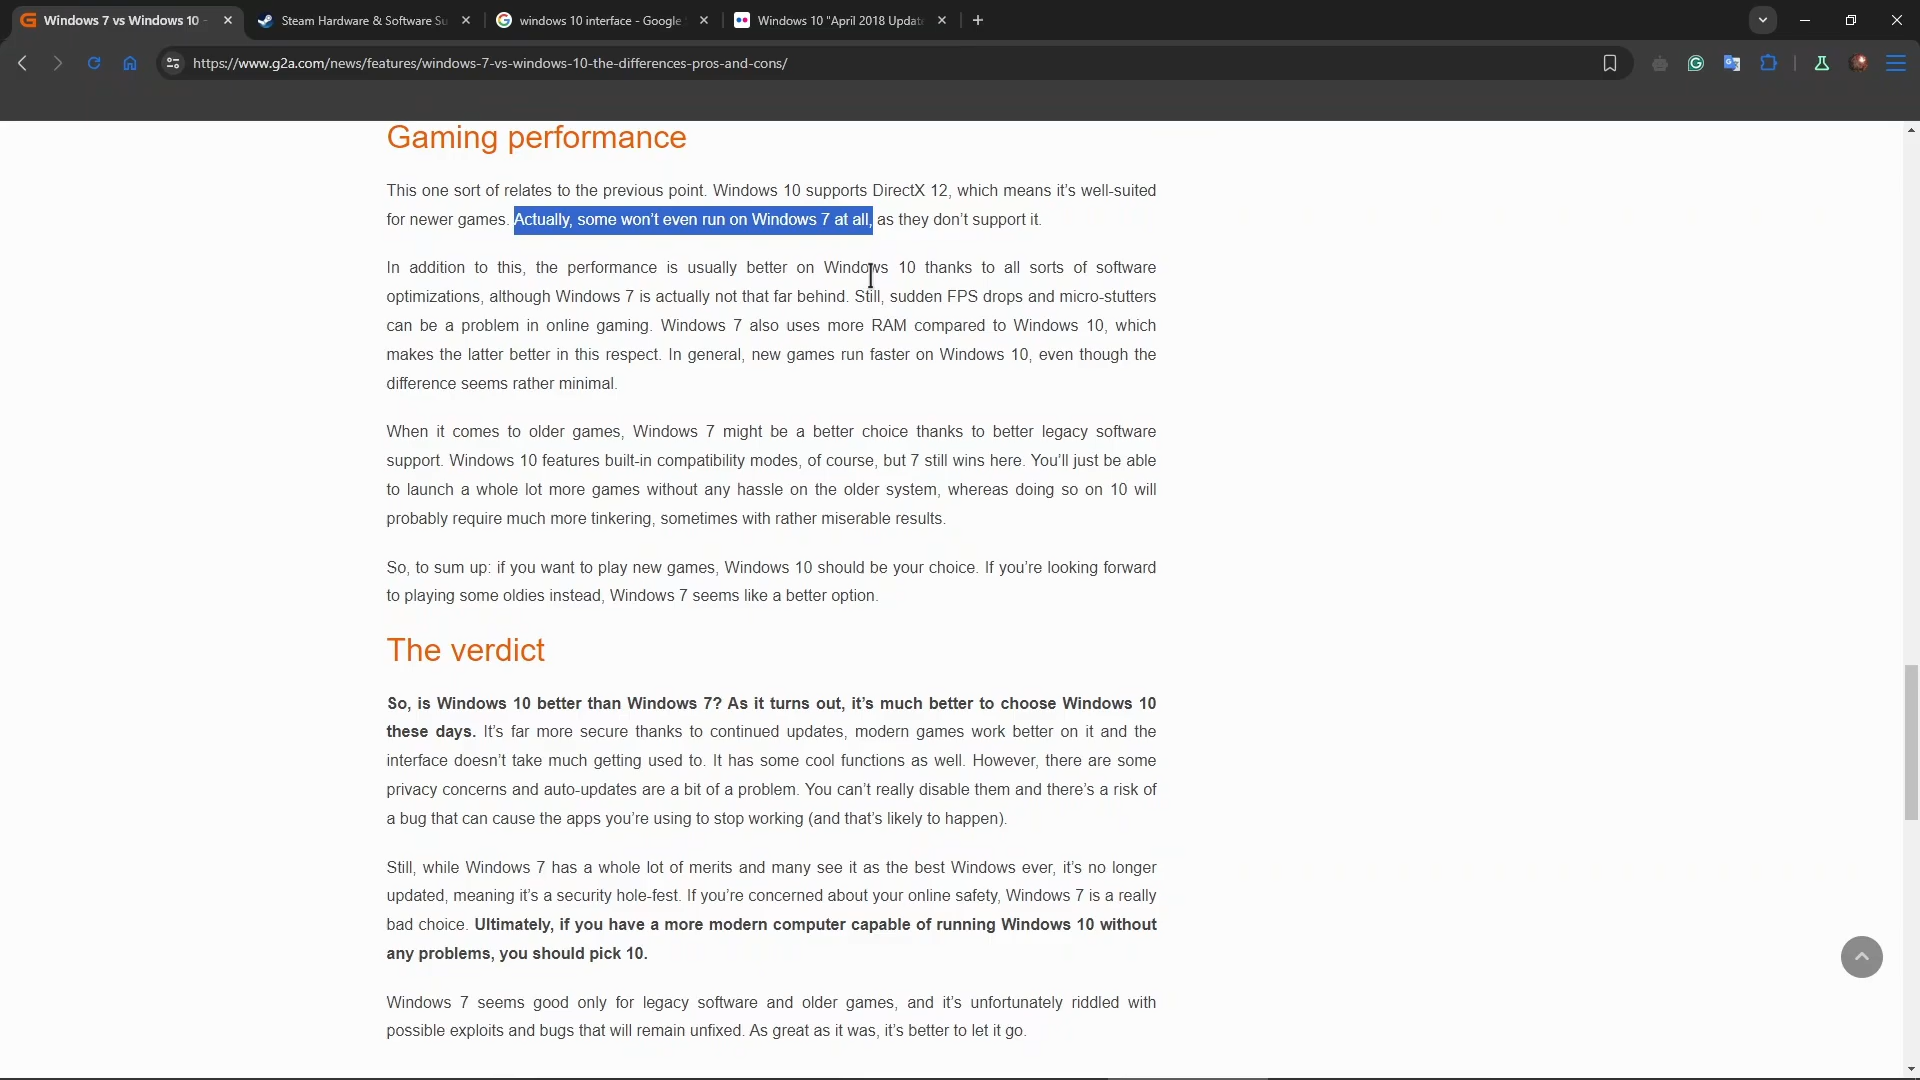 Windows 7 vs Windows 10 -
Steam Hardware & Software Su
windows 10 interface - Google
Windows 10 "April 2018 Updat
https://www.g2a.com/news/features/windows-7-vs-windows-10-the-differences-pros-and-cons/
Gaming performance
This one sort of relates to the previous point. Windows 10 supports DirectX 12, which means it's well-suited
for newer games. Actually, some won't even run on Windows 7 at all, as they don't support it.
In addition to this, the performance is usually better on Windows 10 thanks to all sorts of software
optimizations, although Windows 7 is actually not that far behind. Still, sudden FPS drops and micro-stutters
can be a problem in online gaming. Windows 7 also uses more RAM compared to Windows 10, which
makes the latter better in this respect. In general, new games run faster on Windows 10, even though the
difference seems rather minimal.
When it comes to older games, Windows 7 might be a better choice thanks to better legacy software
support. Windows 10 features built-in compatibility modes, of course, but 7 still wins here. You'll just be able
to launch a whole lot more games without any hassle on the older system, whereas doing so on 10 will
probably require much more tinkering, sometimes with rather miserable results.
So, to sum up: if you want to play new games, Windows 10 should be your choice. If you're looking forward
to playing some oldies instead, Windows 7 seems like a better option.
The verdict
So, is Windows 10 better than Windows 7? As it turns out, it's much better to choose Windows 10
these days. It's far more secure thanks to continued updates, modern games work better on it and the
interface doesn't take much getting used to. It has some cool functions as well. However, there are some
privacy concerns and auto-updates are a bit of a problem. You can't really disable them and there's a risk of
a bug that can cause the apps you're using to stop working (and that's likely to happen).
Still, while Windows 7 has a whole lot of merits and many see it as the best Windows ever, it's no longer
updated, meaning it's a security hole-fest. If you're concerned about your online safety, Windows 7 is a really
bad choice. Ultimately, if you have a more modern computer capable of running Windows 10 without
any problems, you should pick 10.
Windows 7 seems good only for legacy software and older games, and it's unfortunately riddled with
possible exploits and bugs that will remain unfixed. As great as it was, it's better to let it go.